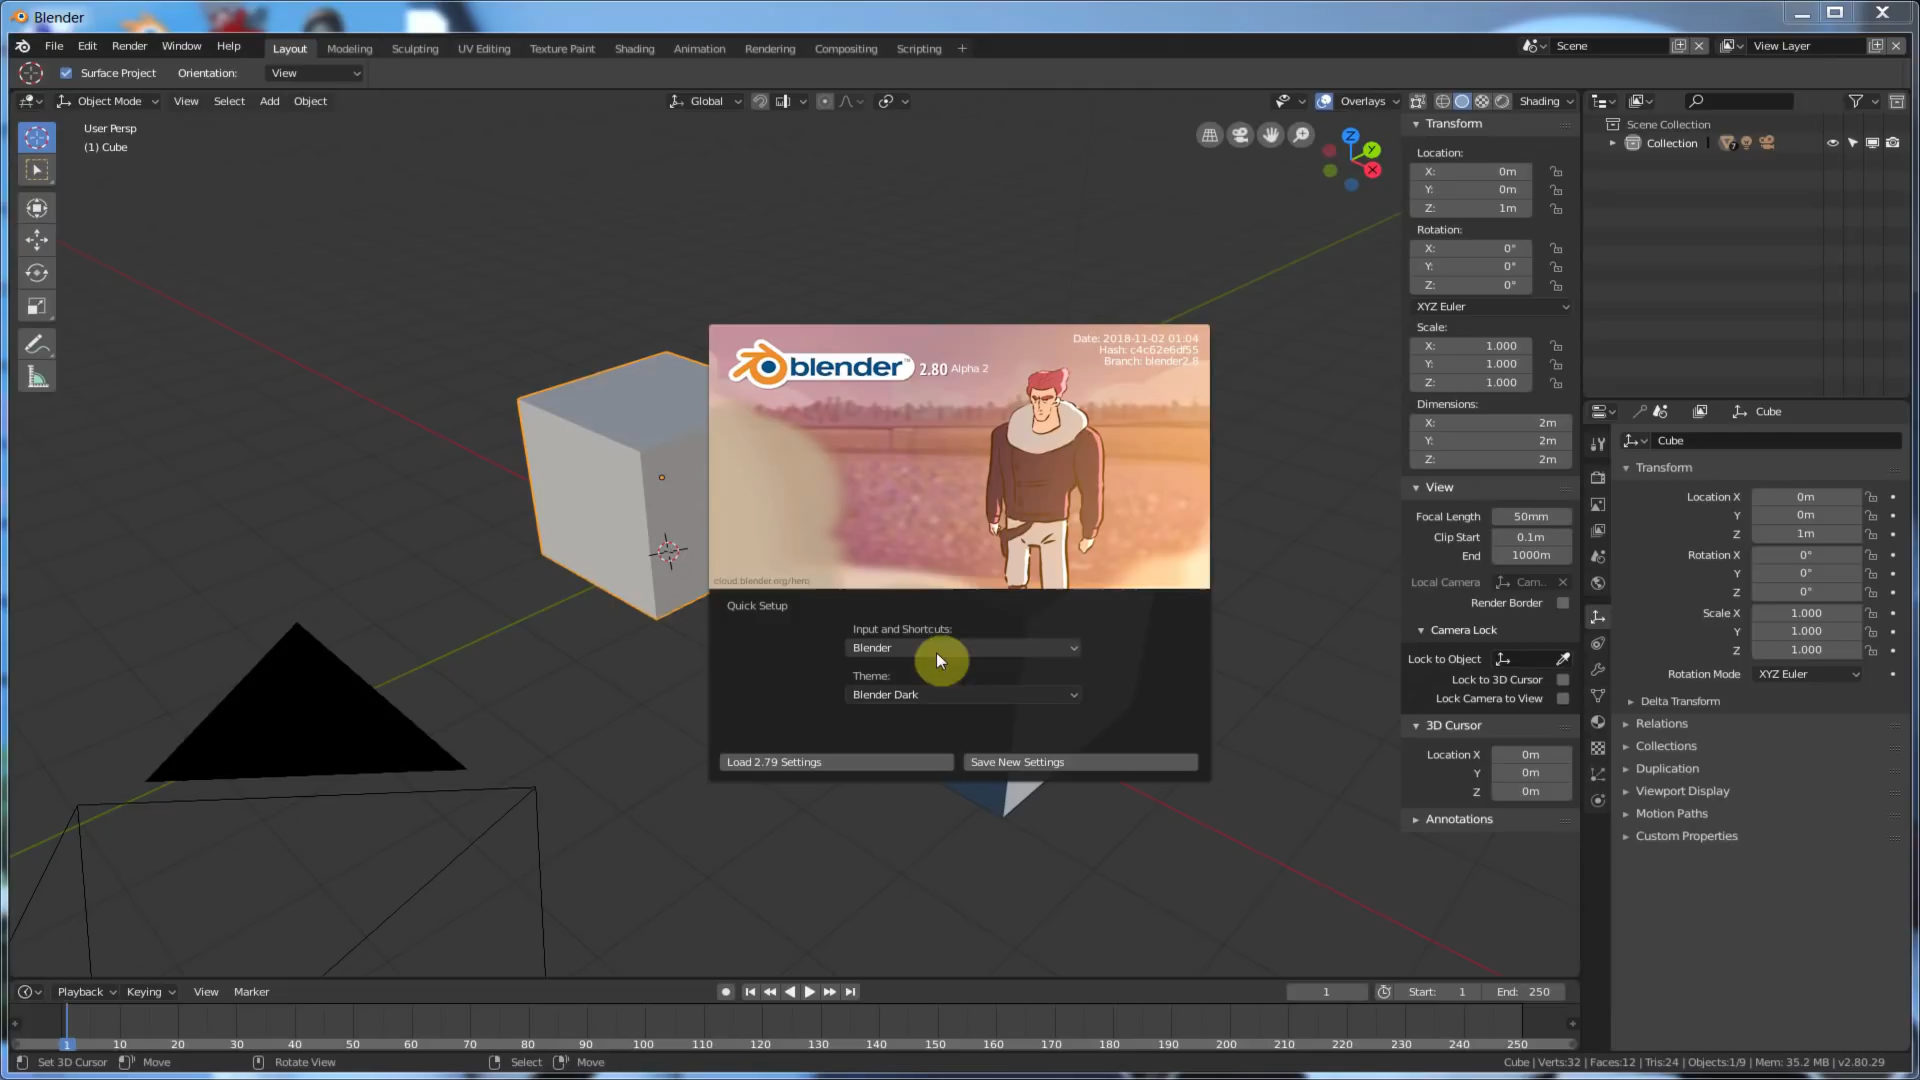 Blender
File Edit Render Window Help Layout Modeling Sculpting UV Editing Texture Paint Shading Animation Rendering Compositing Scripting + Scene View Layer
Surface Project Orientation: View
Object Mode View Select Add Object Global Overlays Shading
User Persp
(1) Cube
Z
Y
X
Transform
Location:
X: 0m
Y: 0m
Z: 1m
Rotation:
X: 0°
Y: 0°
Z: 0°
XYZ Euler
Scale:
X: 1.000
Y: 1.000
Z: 1.000
Dimensions:
X: 2m
Y: 2m
Z: 2m
View
Focal Length 50mm
Clip Start 0.1m
End 1000m
Local Camera Cam..
Render Border
Camera Lock
Lock to Object
Lock to 3D Cursor
Lock Camera to View
3D Cursor
Location X 0m
Y 0m
Z 0m
Annotations
Scene Collection
Collection 7
Cube
Cube
Transform
Location X 0m
Y 0m
Z 1m
Rotation X 0°
Y 0°
Z 0°
Scale X 1.000
Y 1.000
Z 1.000
Rotation Mode XYZ Euler
Delta Transform
Relations
Collections
Duplication
Viewport Display
Motion Paths
Custom Properties
blender™ 2.80 Alpha 2
Date: 2018-11-02 01:04
Hash: c4c62e6df55
Branch: blender2.8
cloud.blender.org/hero
Quick Setup
Input and Shortcuts:
Blender
Theme:
Blender Dark
Load 2.79 Settings Save New Settings
Playback Keying View Marker 1 Start: 1 End: 250
1 10 20 30 40 50 60 70 80 90 100 110 120 130 140 150 160 170 180 190 200 210 220 230 240 250
Set 3D Cursor Move Rotate View Select Move Cube | Verts:32 | Faces:12 | Tris:24 | Objects:1/9 | Mem: 35.2 MB | v2.80.29